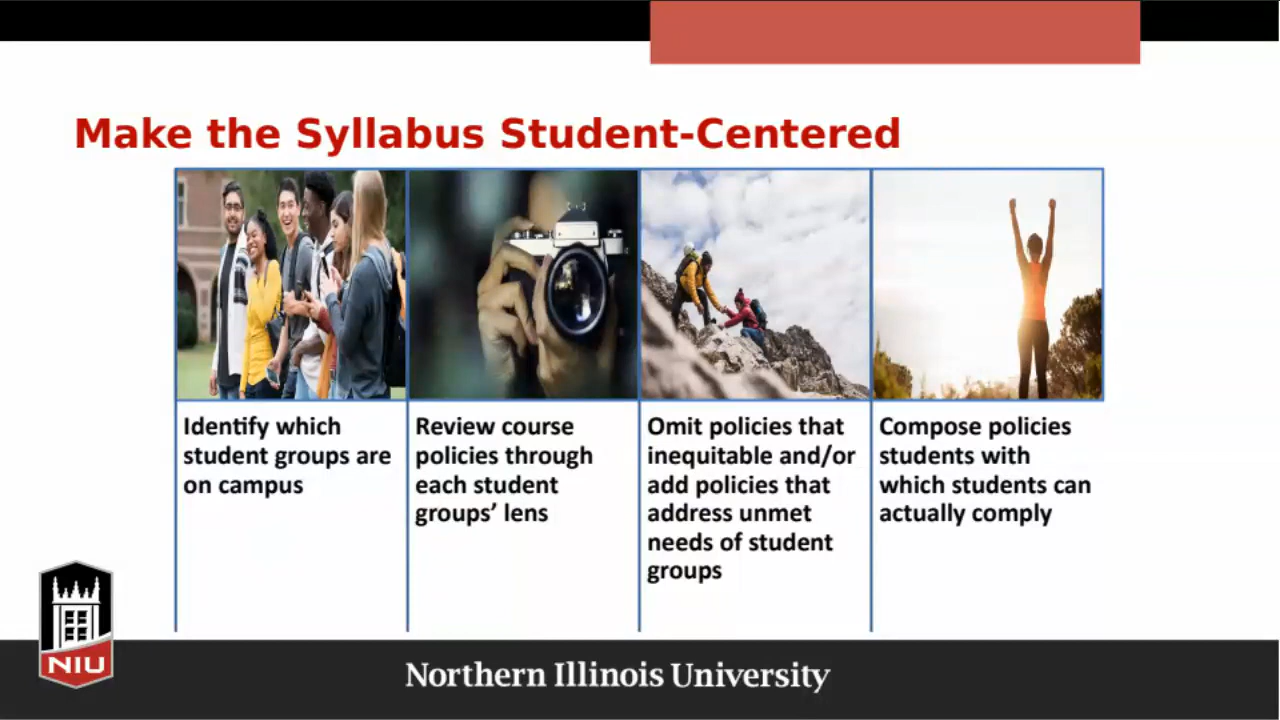 Make the Syllabus Student-Centered
Identify which
student groups are
on campus
Review course
policies through
each student
groups’ lens
Omit policies that
inequitable and/or
add policies that
address unmet
needs of student
groups
Compose policies
students with
which students can
actually comply
NIU
Northern Illinois University